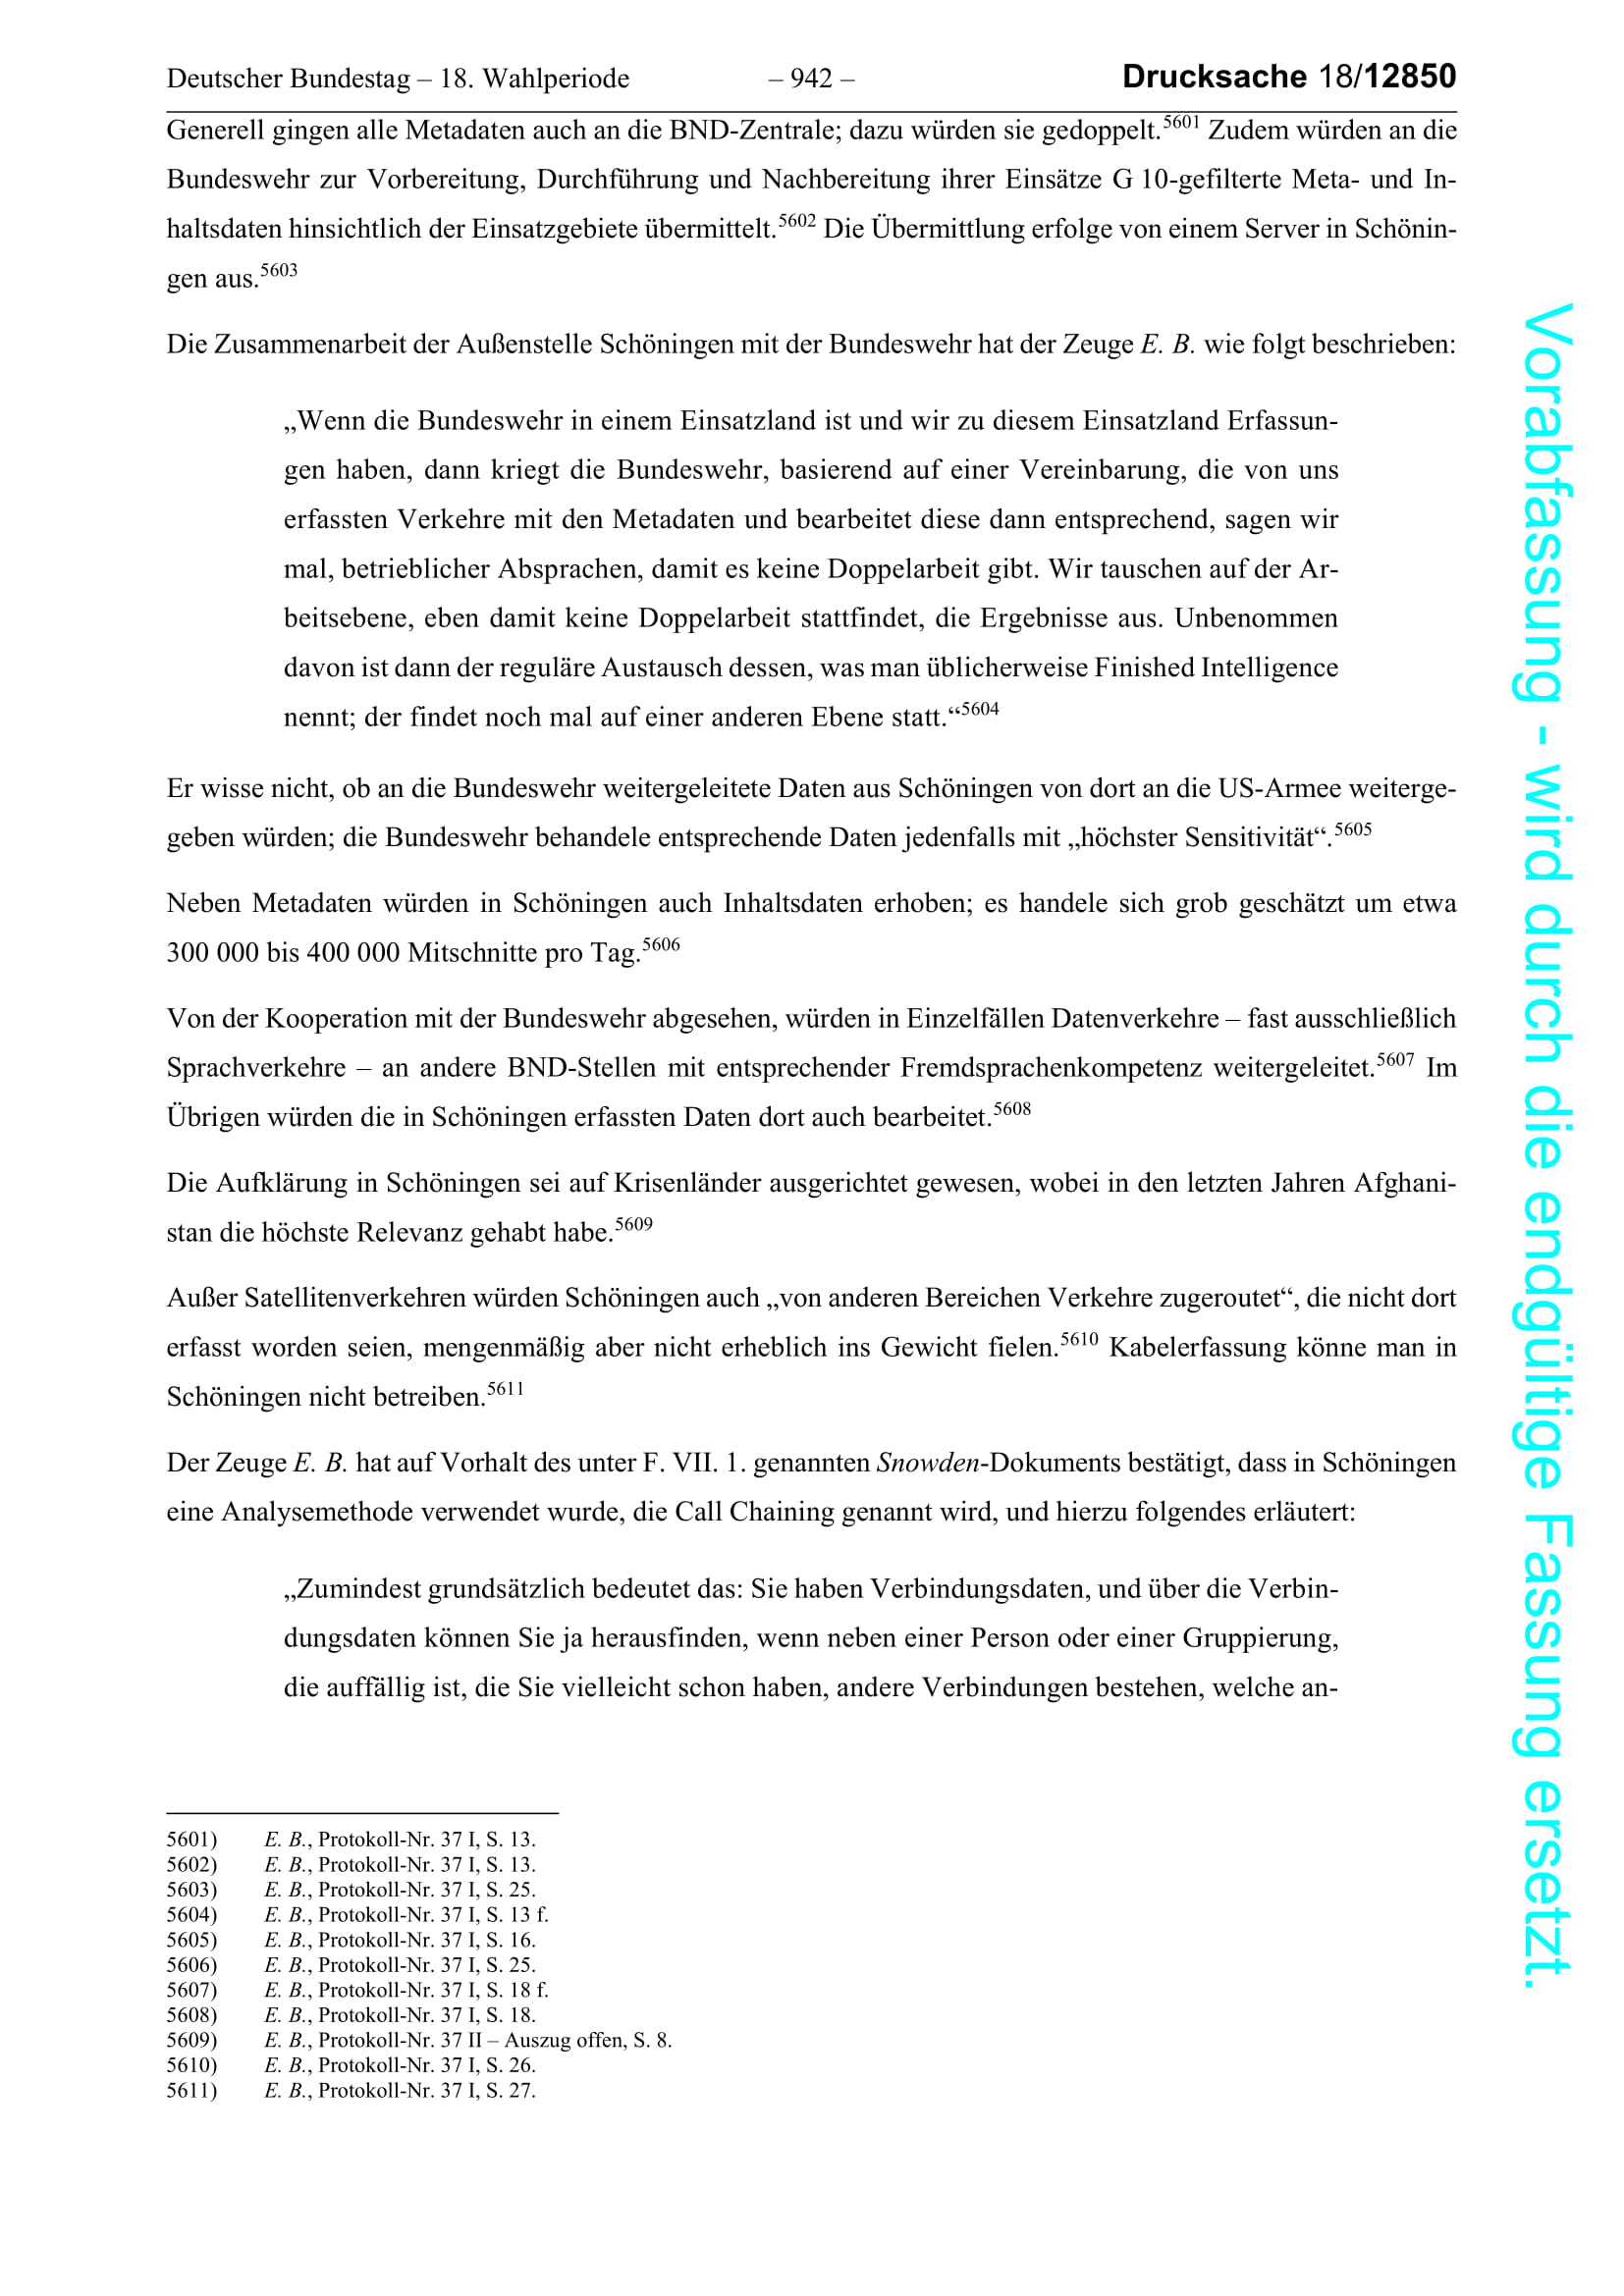 Deutscher Bundestag – 18. Wahlperiode – 942 – Drucksache 18/12850
Generell gingen alle Metadaten auch an die BND-Zentrale; dazu würden sie gedoppelt.5601 Zudem würden an die
Bundeswehr zur Vorbereitung, Durchführung und Nachbereitung ihrer Einsätze G 10-gefilterte Meta- und In-
haltsdaten hinsichtlich der Einsatzgebiete übermittelt.5602 Die Übermittlung erfolge von einem Server in Schönin-
gen aus.5603
Die Zusammenarbeit der Außenstelle Schöningen mit der Bundeswehr hat der Zeuge E. B. wie folgt beschrieben:
„Wenn die Bundeswehr in einem Einsatzland ist und wir zu diesem Einsatzland Erfassun-
gen haben, dann kriegt die Bundeswehr, basierend auf einer Vereinbarung, die von uns
erfassten Verkehre mit den Metadaten und bearbeitet diese dann entsprechend, sagen wir
mal, betrieblicher Absprachen, damit es keine Doppelarbeit gibt. Wir tauschen auf der Ar-
beitsebene, eben damit keine Doppelarbeit stattfindet, die Ergebnisse aus. Unbenommen
davon ist dann der reguläre Austausch dessen, was man üblicherweise Finished Intelligence
nennt; der findet noch mal auf einer anderen Ebene statt.“5604
Er wisse nicht, ob an die Bundeswehr weitergeleitete Daten aus Schöningen von dort an die US-Armee weiterge-
geben würden; die Bundeswehr behandele entsprechende Daten jedenfalls mit „höchster Sensitivität“.5605
Neben Metadaten würden in Schöningen auch Inhaltsdaten erhoben; es handele sich grob geschätzt um etwa
300 000 bis 400 000 Mitschnitte pro Tag.5606
Von der Kooperation mit der Bundeswehr abgesehen, würden in Einzelfällen Datenverkehre – fast ausschließlich
Sprachverkehre – an andere BND-Stellen mit entsprechender Fremdsprachenkompetenz weitergeleitet.5607 Im
Übrigen würden die in Schöningen erfassten Daten dort auch bearbeitet.5608
Die Aufklärung in Schöningen sei auf Krisenländer ausgerichtet gewesen, wobei in den letzten Jahren Afghani-
stan die höchste Relevanz gehabt habe.5609
Außer Satellitenverkehren würden Schöningen auch „von anderen Bereichen Verkehre zugeroutet“, die nicht dort
erfasst worden seien, mengenmäßig aber nicht erheblich ins Gewicht fielen.5610 Kabelerfassung könne man in
Schöningen nicht betreiben.5611
Der Zeuge E. B. hat auf Vorhalt des unter F. VII. 1. genannten Snowden-Dokuments bestätigt, dass in Schöningen
eine Analysemethode verwendet wurde, die Call Chaining genannt wird, und hierzu folgendes erläutert:
„Zumindest grundsätzlich bedeutet das: Sie haben Verbindungsdaten, und über die Verbin-
dungsdaten können Sie ja herausfinden, wenn neben einer Person oder einer Gruppierung,
die auffällig ist, die Sie vielleicht schon haben, andere Verbindungen bestehen, welche an-
5601) E. B., Protokoll-Nr. 37 I, S. 13.
5602) E. B., Protokoll-Nr. 37 I, S. 13.
5603) E. B., Protokoll-Nr. 37 I, S. 25.
5604) E. B., Protokoll-Nr. 37 I, S. 13 f.
5605) E. B., Protokoll-Nr. 37 I, S. 16.
5606) E. B., Protokoll-Nr. 37 I, S. 25.
5607) E. B., Protokoll-Nr. 37 I, S. 18 f.
5608) E. B., Protokoll-Nr. 37 I, S. 18.
5609) E. B., Protokoll-Nr. 37 II – Auszug offen, S. 8.
5610) E. B., Protokoll-Nr. 37 I, S. 26.
5611) E. B., Protokoll-Nr. 37 I, S. 27.
Vorabfassung - wird durch die endgültige Fassung ersetzt.